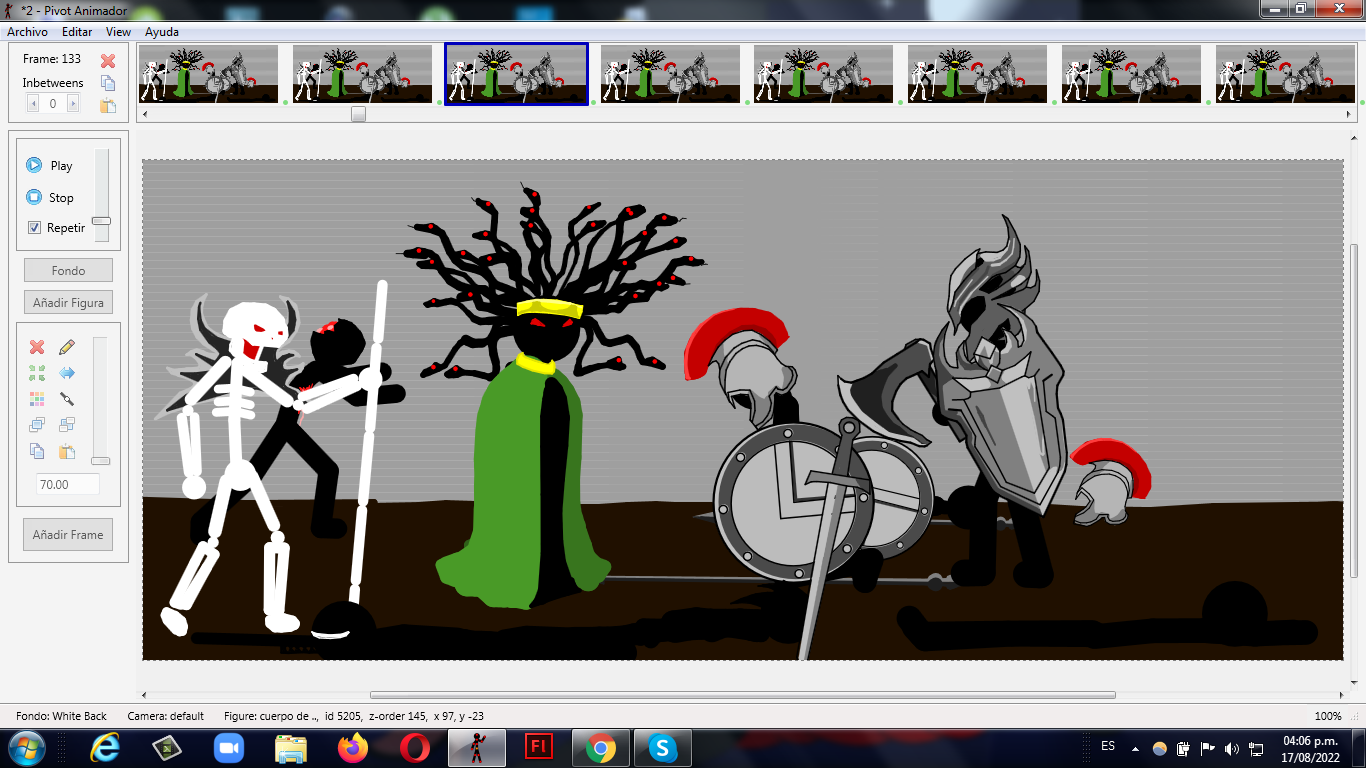 *2 - Pivot Animador
Archivo Editar View Ayuda
Frame: 133
Inbetweens
0
Play
Stop
Repetir
Fondo
Añadir Figura
70.00
Añadir Frame
Fondo: White Back Camera: default Figure: cuerpo de .., id 5205, z-order 145, x 97, y -23 100%
Fl
ES
04:06 p.m.
17/08/2022